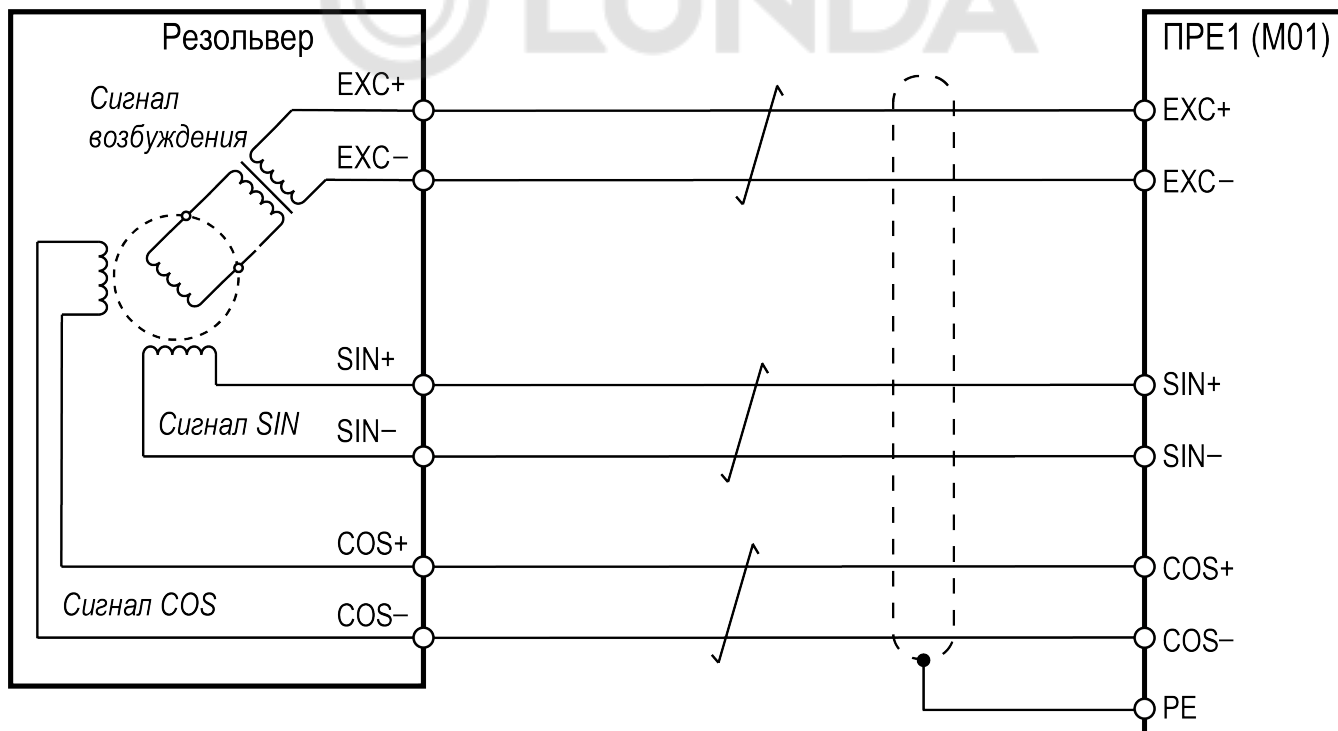 LUNDA
Резольвер
ПРЕ1 (М01)
Сигнал
возбуждения
EXC+
EXC+
EXC−
EXC−
SIN+
SIN+
Сигнал SIN
SIN−
SIN−
COS+
COS+
Сигнал COS
COS−
COS−
PE